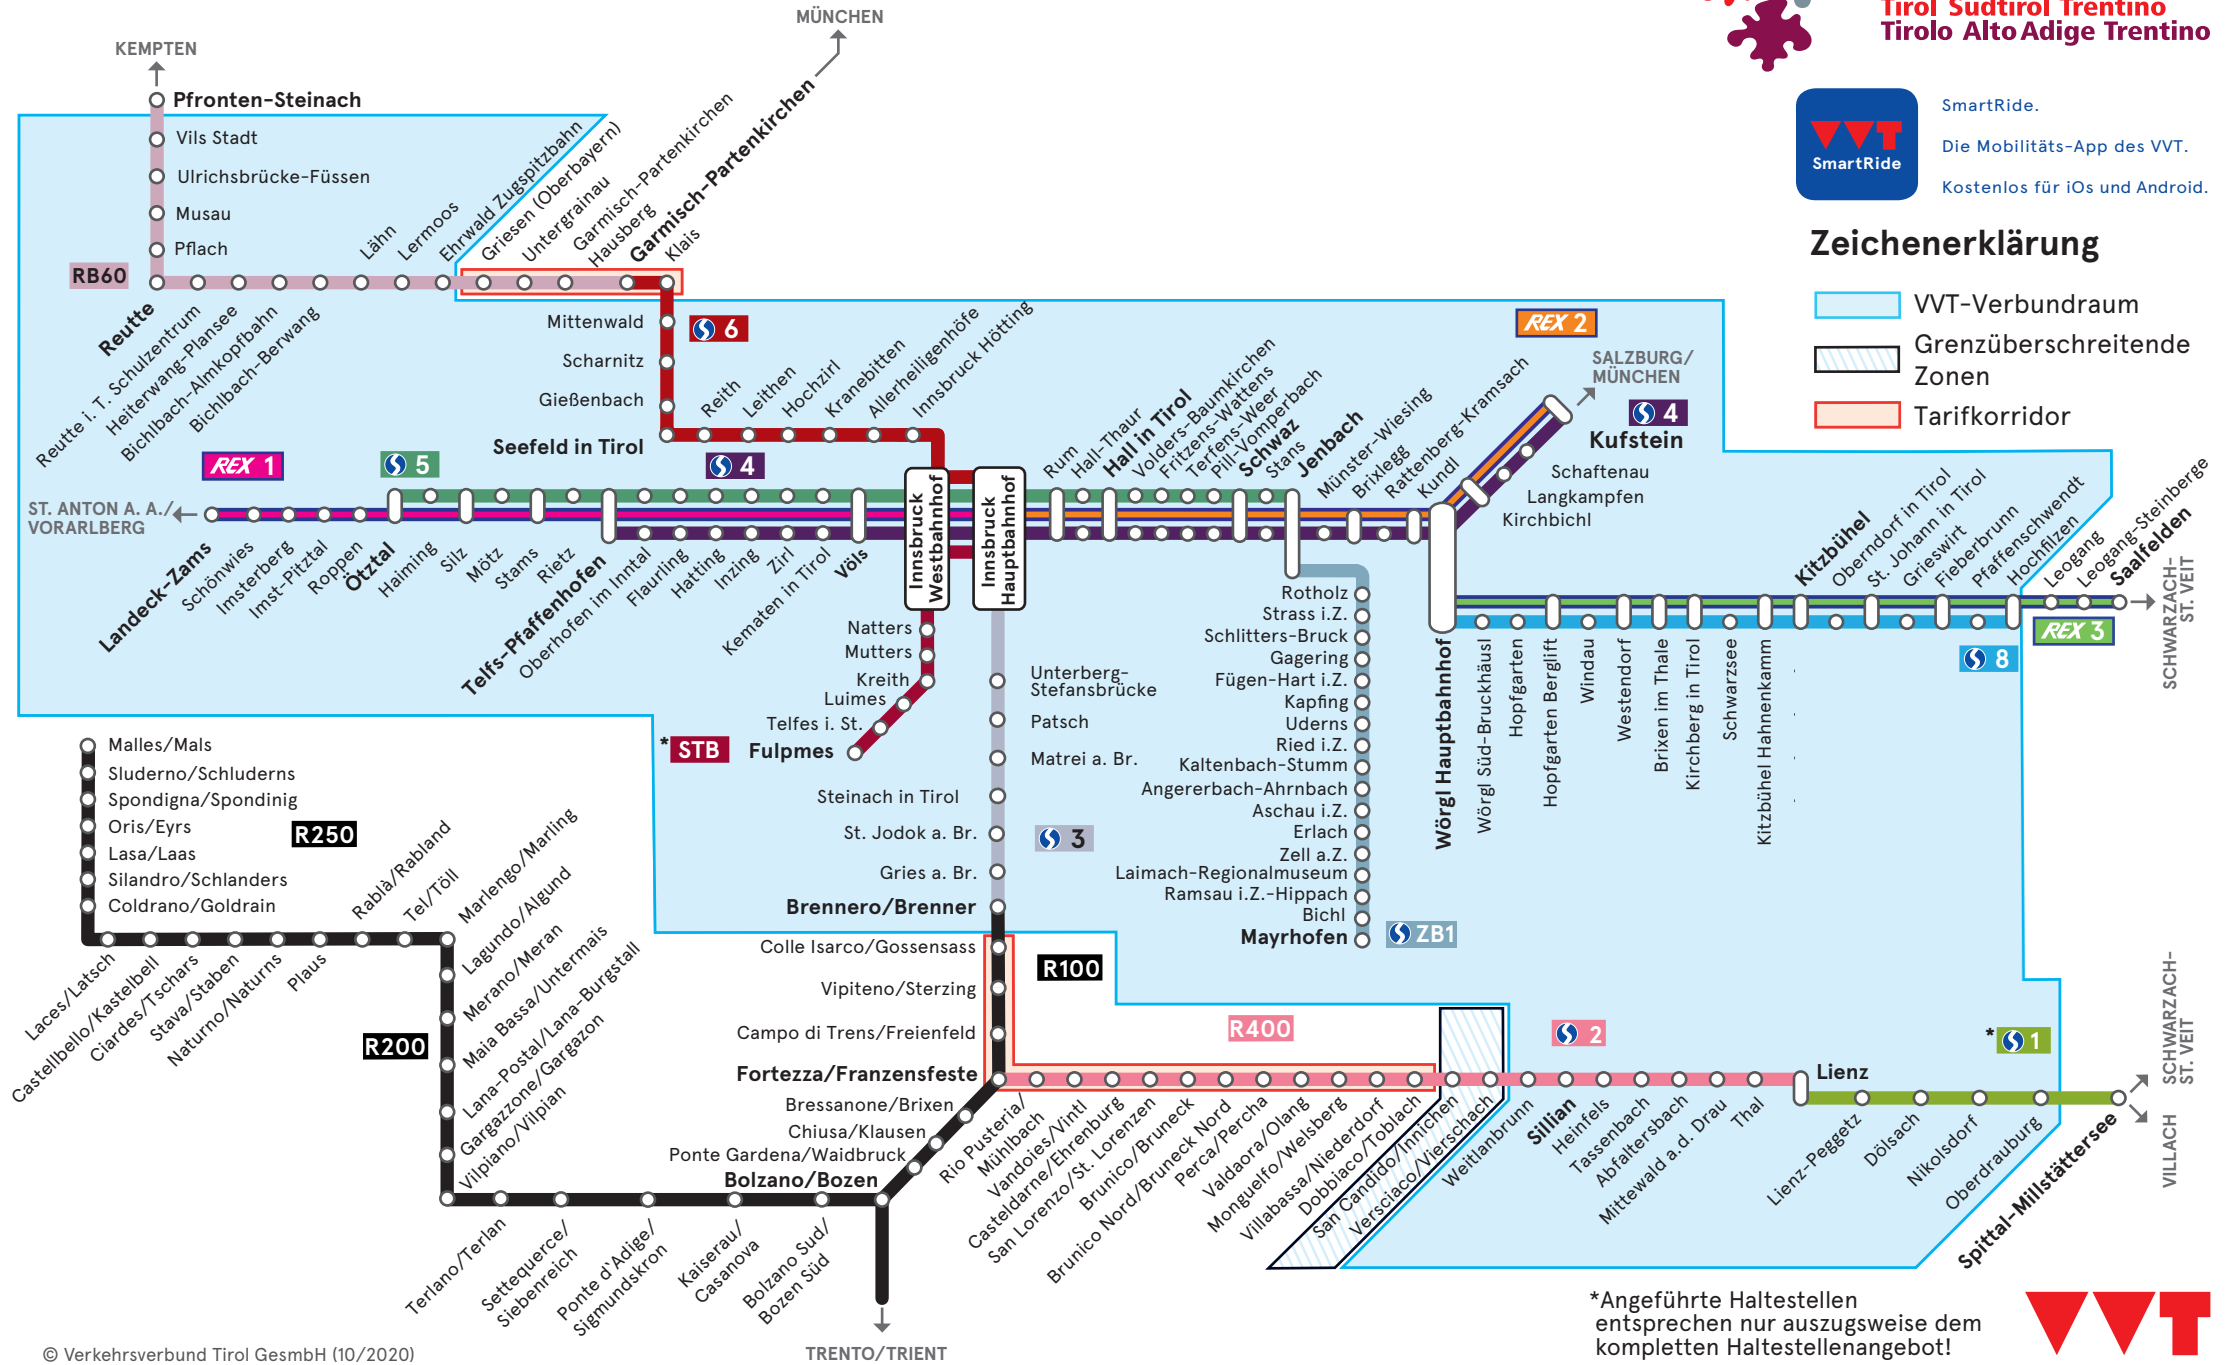 MÜNCHEN
KEMPTEN
Tirol Südtirol Trentino
Tirolo Alto Adige Trentino
SmartRide.
Die Mobilitäts-App des VVT.
Kostenlos für iOs und Android.
VVT
SmartRide
Zeichenerklärung
VVT-Verbundraum
Grenzüberschreitende
Zonen
Tarifkorridor
Pfronten-Steinach
Vils Stadt
Ulrichsbrücke-Füssen
Musau
Pflach
RB60
Reutte
Reutte i. T. Schulzentrum
Heiterwang-Plansee
Bichlbach-Almkopfbahn
Bichlbach-Berwang
Lähn
Lermoos
Ehrwald Zugspitzbahn
Griesen (Oberbayern)
Untergrainau
Garmisch-Partenkirchen
Hausberg
Garmisch-Partenkirchen
Klais
Mittenwald
Scharnitz
Gießenbach
Seefeld in Tirol
S 6
Reith
Leithen
Hochzirl
Kranebitten
Allerheiligenhöfe
Innsbruck Hötting
REX 1
S 5
S 4
ST. ANTON A. A./
VORARLBERG
Landeck-Zams
Schönwies
Imsterberg
Imst-Pitztal
Roppen
Ötztal
Haiming
Silz
Mötz
Stams
Rietz
Telfs-Pfaffenhofen
Oberhofen im Inntal
Flaurling
Hatting
Inzing
Zirl
Kematen in Tirol
Völs
Innsbruck
Westbahnhof
Innsbruck
Hauptbahnhof
Rum
Hall-Thaur
Hall in Tirol
Volders-Baumkirchen
Fritzens-Wattens
Terfens-Weer
Pill-Vomperbach
Schwaz
Stans
Jenbach
Münster-Wiesing
Brixlegg
Rattenberg-Kramsach
Kundl
REX 2
SALZBURG/
MÜNCHEN
S 4
Kufstein
Schaftenau
Langkampfen
Kirchbichl
Wörgl Hauptbahnhof
Wörgl Süd-Bruckhäusl
Hopfgarten
Hopfgarten Berglift
Windau
Westendorf
Brixen im Thale
Kirchberg in Tirol
Schwarzsee
Kitzbühel Hahnenkamm
Kitzbühel
Oberndorf in Tirol
St. Johann in Tirol
Grieswirt
Fieberbrunn
Pfaffenschwendt
Hochfilzen
Leogang
Leogang-Steinberge
Saalfelden
SCHWARZACH-
ST. VEIT
REX 3
S 8
Natters
Mutters
Kreith
Luimes
Telfes i. St.
Fulpmes
* STB
Unterberg-
Stefansbrücke
Patsch
Matrei a. Br.
Steinach in Tirol
St. Jodok a. Br.
Gries a. Br.
Brennero/Brenner
S 3
Rotholz
Strass i.Z.
Schlitters-Bruck
Gagering
Fügen-Hart i.Z.
Kapfing
Uderns
Ried i.Z.
Kaltenbach-Stumm
Angererbach-Ahrnbach
Aschau i.Z.
Erlach
Zell a.Z.
Laimach-Regionalmuseum
Ramsau i.Z.-Hippach
Bichl
Mayrhofen
S ZB1
Malles/Mals
Sluderno/Schluderns
Spondigna/Spondinig
Oris/Eyrs
Lasa/Laas
Silandro/Schlanders
Coldrano/Goldrain
R250
Laces/Latsch
Castellbello/Kastelbell
Ciardes/Tschars
Stava/Staben
Naturno/Naturns
Plaus
Rablà/Rabland
Tel/Töll
Marlengo/Marling
Lagundo/Algund
Merano/Meran
Maia Bassa/Untermais
Lana-Postal/Lana-Burgstall
Gargazzone/Gargazon
Vilpiano/Vilpian
R200
Terlano/Terlan
Settequerce/
Siebenreich
Ponte d'Adige/
Sigmundskron
Kaiserau/
Casanova
Bolzano Sud/
Bozen Süd
Colle Isarco/Gossensass
Vipiteno/Sterzing
Campo di Trens/Freienfeld
Fortezza/Franzensfeste
Bressanone/Brixen
Chiusa/Klausen
Ponte Gardena/Waidbruck
Bolzano/Bozen
TRENTO/TRIENT
R100
R400
Rio Pusteria/
Mühlbach
Vandoies/Vintl
Casteldarne/Ehrenburg
San Lorenzo/St. Lorenzen
Brunico/Bruneck
Brunico Nord/Bruneck Nord
Perca/Percha
Valdaora/Olang
Monguelfo/Welsberg
Villabassa/Niederdorf
Dobbiaco/Toblach
San Candido/Innichen
Versciaco/Vierschach
Weitlanbrunn
Sillian
Heinfels
Tassenbach
Abfaltersbach
Mittewald a.d. Drau
Thal
S 2
Lienz
Lienz-Peggetz
Dölsach
Nikolsdorf
Oberdrauburg
Spittal-Millstättersee
* S 1
SCHWARZACH-
ST. VEIT
VILLACH
*Angeführte Haltestellen
entsprechen nur auszugsweise dem
kompletten Haltestellenangebot!
VVT
© Verkehrsverbund Tirol GesmbH (10/2020)